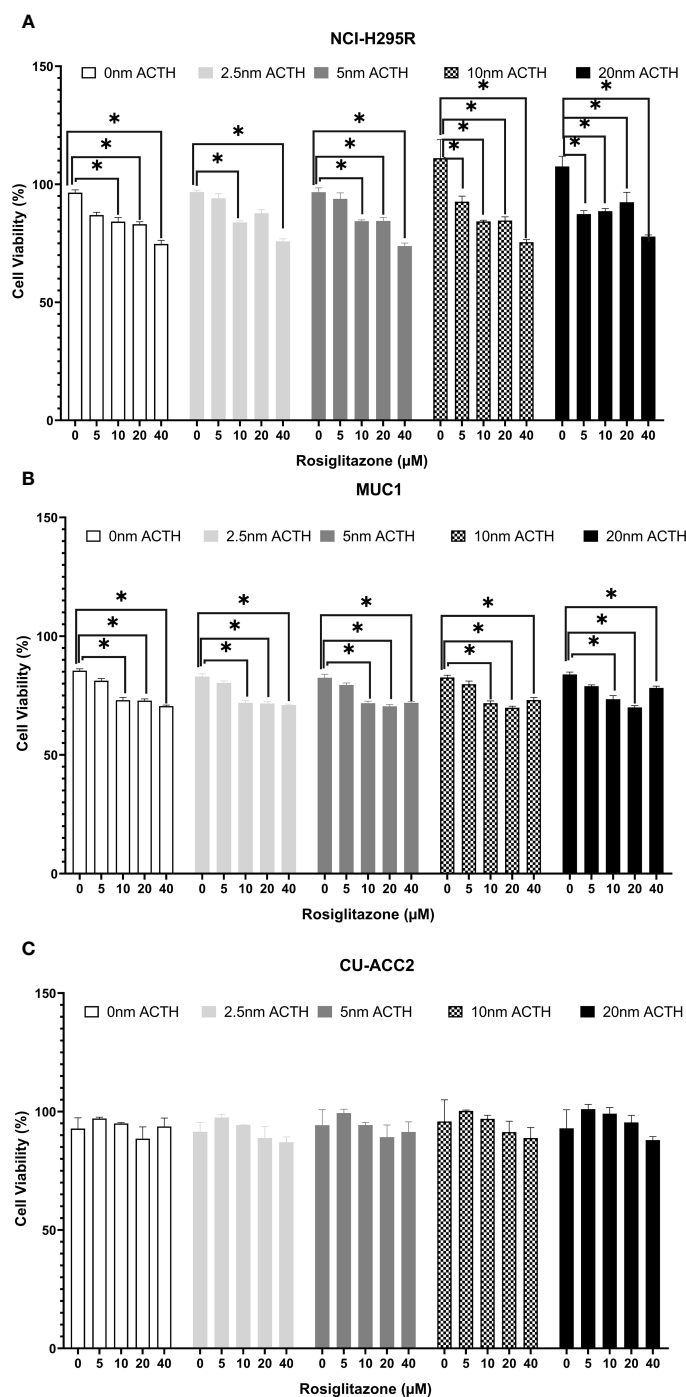 A
NCI-H295R
0nm ACTH 2.5nm ACTH 5nm ACTH 10nm ACTH 20nm ACTH
150
100
50
0
Cell Viability (%)
* * * * * * * * * * * * * * * *
0 5 10 20 40 0 5 10 20 40 0 5 10 20 40 0 5 10 20 40 0 5 10 20 40
Rosiglitazone (µM)
B
MUC1
0nm ACTH 2.5nm ACTH 5nm ACTH 10nm ACTH 20nm ACTH
150
100
50
0
Cell Viability (%)
* * * * * * * * * * * * * * *
0 5 10 20 40 0 5 10 20 40 0 5 10 20 40 0 5 10 20 40 0 5 10 20 40
Rosiglitazone (µM)
C
CU-ACC2
0nm ACTH 2.5nm ACTH 5nm ACTH 10nm ACTH 20nm ACTH
150
100
50
0
Cell Viability (%)
0 5 10 20 40 0 5 10 20 40 0 5 10 20 40 0 5 10 20 40 0 5 10 20 40
Rosiglitazone (µM)